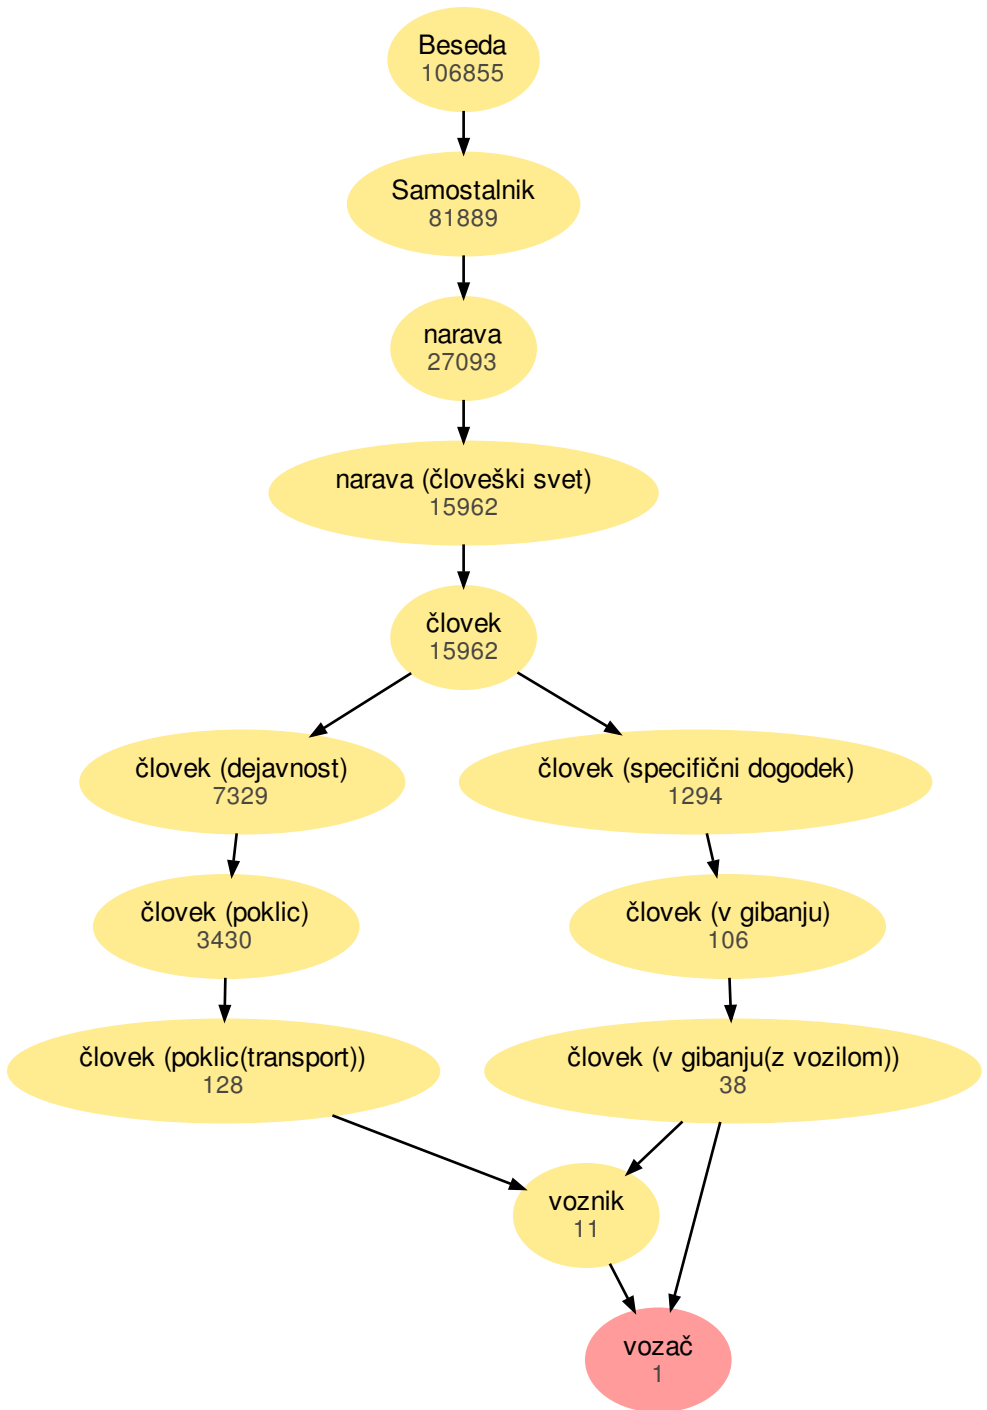 Beseda
106855
Samostalnik
81889
narava
27093
narava (človeški svet)
15962
človek
15962
človek (dejavnost)
7329
človek (specifični dogodek)
1294
človek (poklic)
3430
človek (v gibanju)
106
človek (poklic(transport))
128
človek (v gibanju(z vozilom))
38
voznik
11
vozač
1